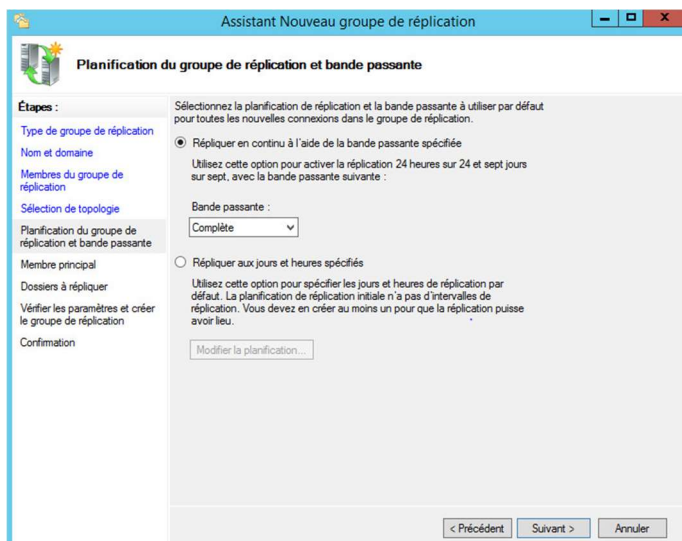 Assistant Nouveau groupe de réplication
Planification du groupe de réplication et bande passante
Étapes :
Type de groupe de réplication
Nom et domaine
Membres du groupe de
réplication
Sélection de topologie
Planification du groupe de
réplication et bande passante
Membre principal
Dossiers à répliquer
Vérifier les paramètres et créer
le groupe de réplication
Confirmation
Sélectionnez la planification de réplication et la bande passante à utiliser par défaut
pour toutes les nouvelles connexions dans le groupe de réplication.
Répliquer en continu à l'aide de la bande passante spécifiée
Utilisez cette option pour activer la réplication 24 heures sur 24 et sept jours
sur sept, avec la bande passante suivante :
Bande passante :
Complète
Répliquer aux jours et heures spécifiés
Utilisez cette option pour spécifier les jours et heures de réplication par
défaut. La planification de réplication initiale n'a pas d'intervalles de
réplication. Vous devez en créer au moins un pour que la réplication puisse
avoir lieu.
Modifier la planification...
< Précédent
Suivant >
Annuler